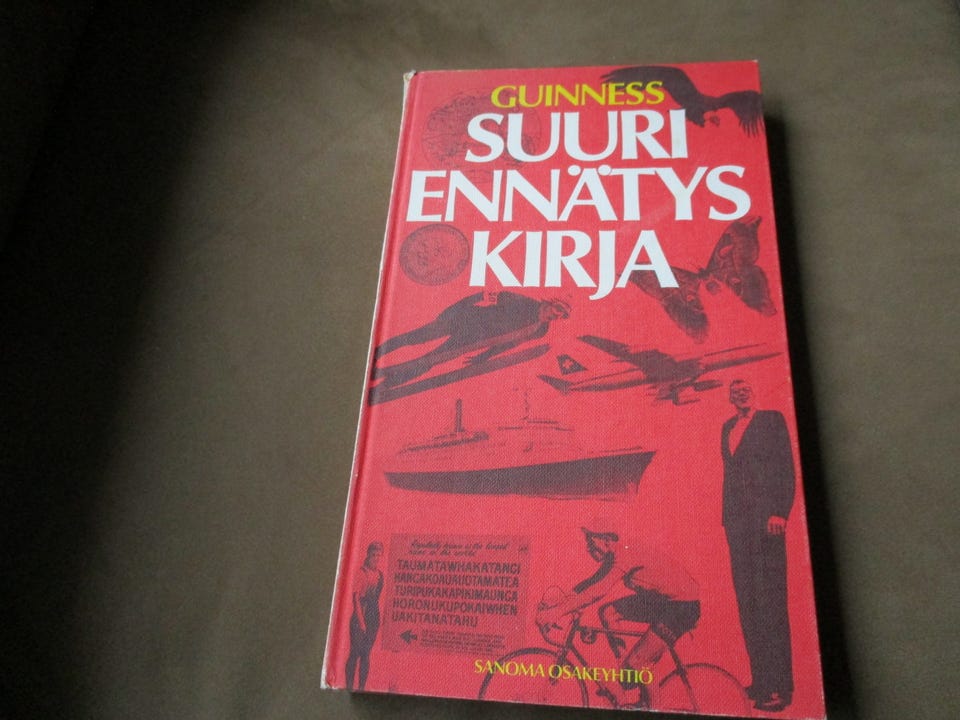 GUINNESS
SUURI
ENNÄTYS
KIRJA
TAUMATAWHAKATANGI
HANGAKOAUAUOTAMATEA
TURIPUKAKAPIKIMAUNGA
HORONUKUPOKAIWHEN
UAKITANATAHU
SANOMA OSAKEYHTIÖ